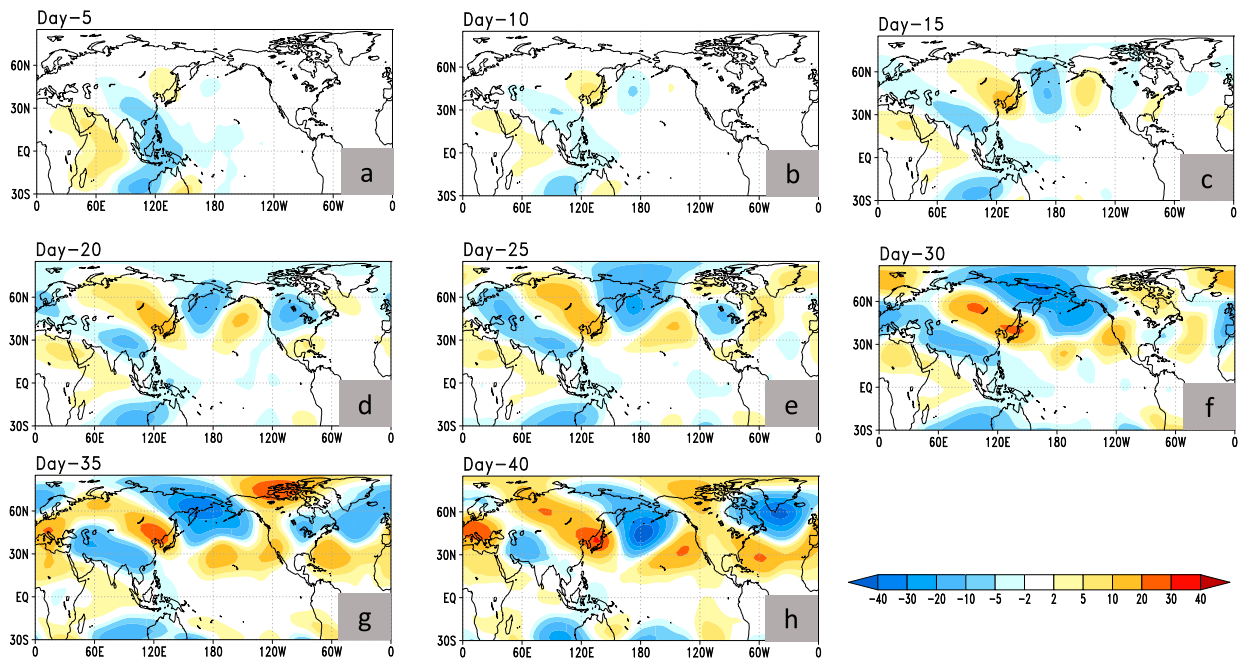 Day-5 Day-10 Day-15
60N 60N 60N
30N 30N 30N
EQ EQ EQ
30S 30S 30S
a b c
0 60E 120E 180 120W 60W 0 0 60E 120E 180 120W 60W 0 0 60E 120E 180 120W 60W 0
Day-20 Day-25 Day-30
60N 60N 60N
30N 30N 30N
EQ EQ EQ
30S 30S 30S
d e f
0 60E 120E 180 120W 60W 0 0 60E 120E 180 120W 60W 0 0 60E 120E 180 120W 60W 0
Day-35 Day-40
60N 60N
30N 30N
EQ EQ
30S 30S
g h
0 60E 120E 180 120W 60W 0 0 60E 120E 180 120W 60W 0
-40 -30 -20 -10 -5 -2 2 5 10 20 30 40